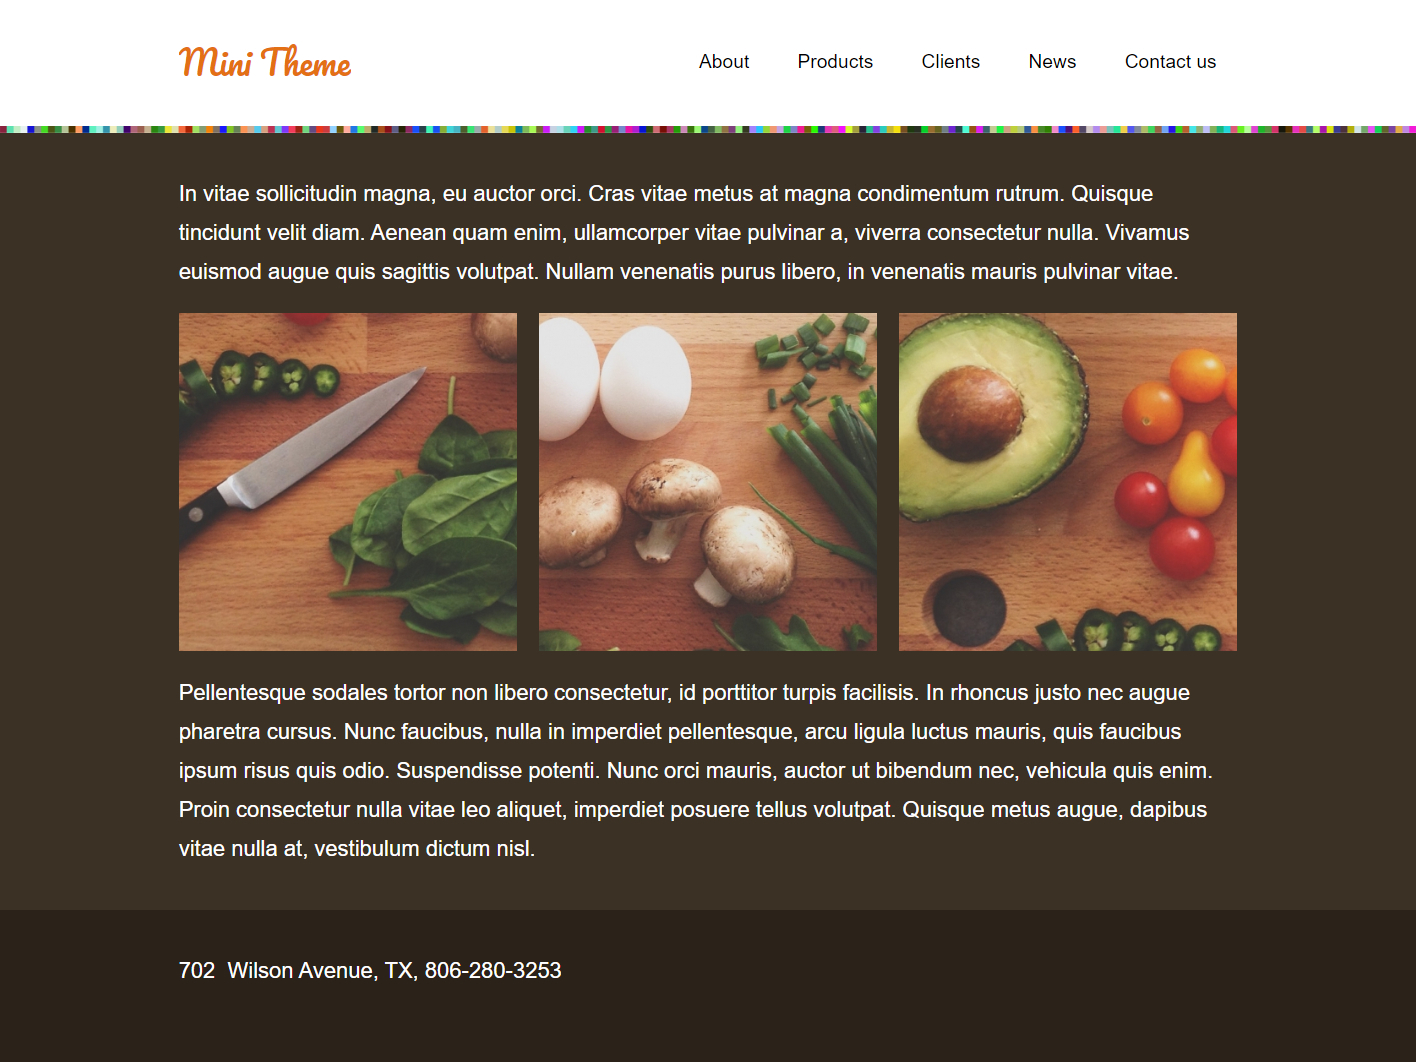 Mini Theme
About Products Clients News Contact us
In vitae sollicitudin magna, eu auctor orci. Cras vitae metus at magna condimentum rutrum. Quisque
tincidunt velit diam. Aenean quam enim, ullamcorper vitae pulvinar a, viverra consectetur nulla. Vivamus
euismod augue quis sagittis volutpat. Nullam venenatis purus libero, in venenatis mauris pulvinar vitae.
Pellentesque sodales tortor non libero consectetur, id porttitor turpis facilisis. In rhoncus justo nec augue
pharetra cursus. Nunc faucibus, nulla in imperdiet pellentesque, arcu ligula luctus mauris, quis faucibus
ipsum risus quis odio. Suspendisse potenti. Nunc orci mauris, auctor ut bibendum nec, vehicula quis enim.
Proin consectetur nulla vitae leo aliquet, imperdiet posuere tellus volutpat. Quisque metus augue, dapibus
vitae nulla at, vestibulum dictum nisl.
702  Wilson Avenue, TX, 806-280-3253